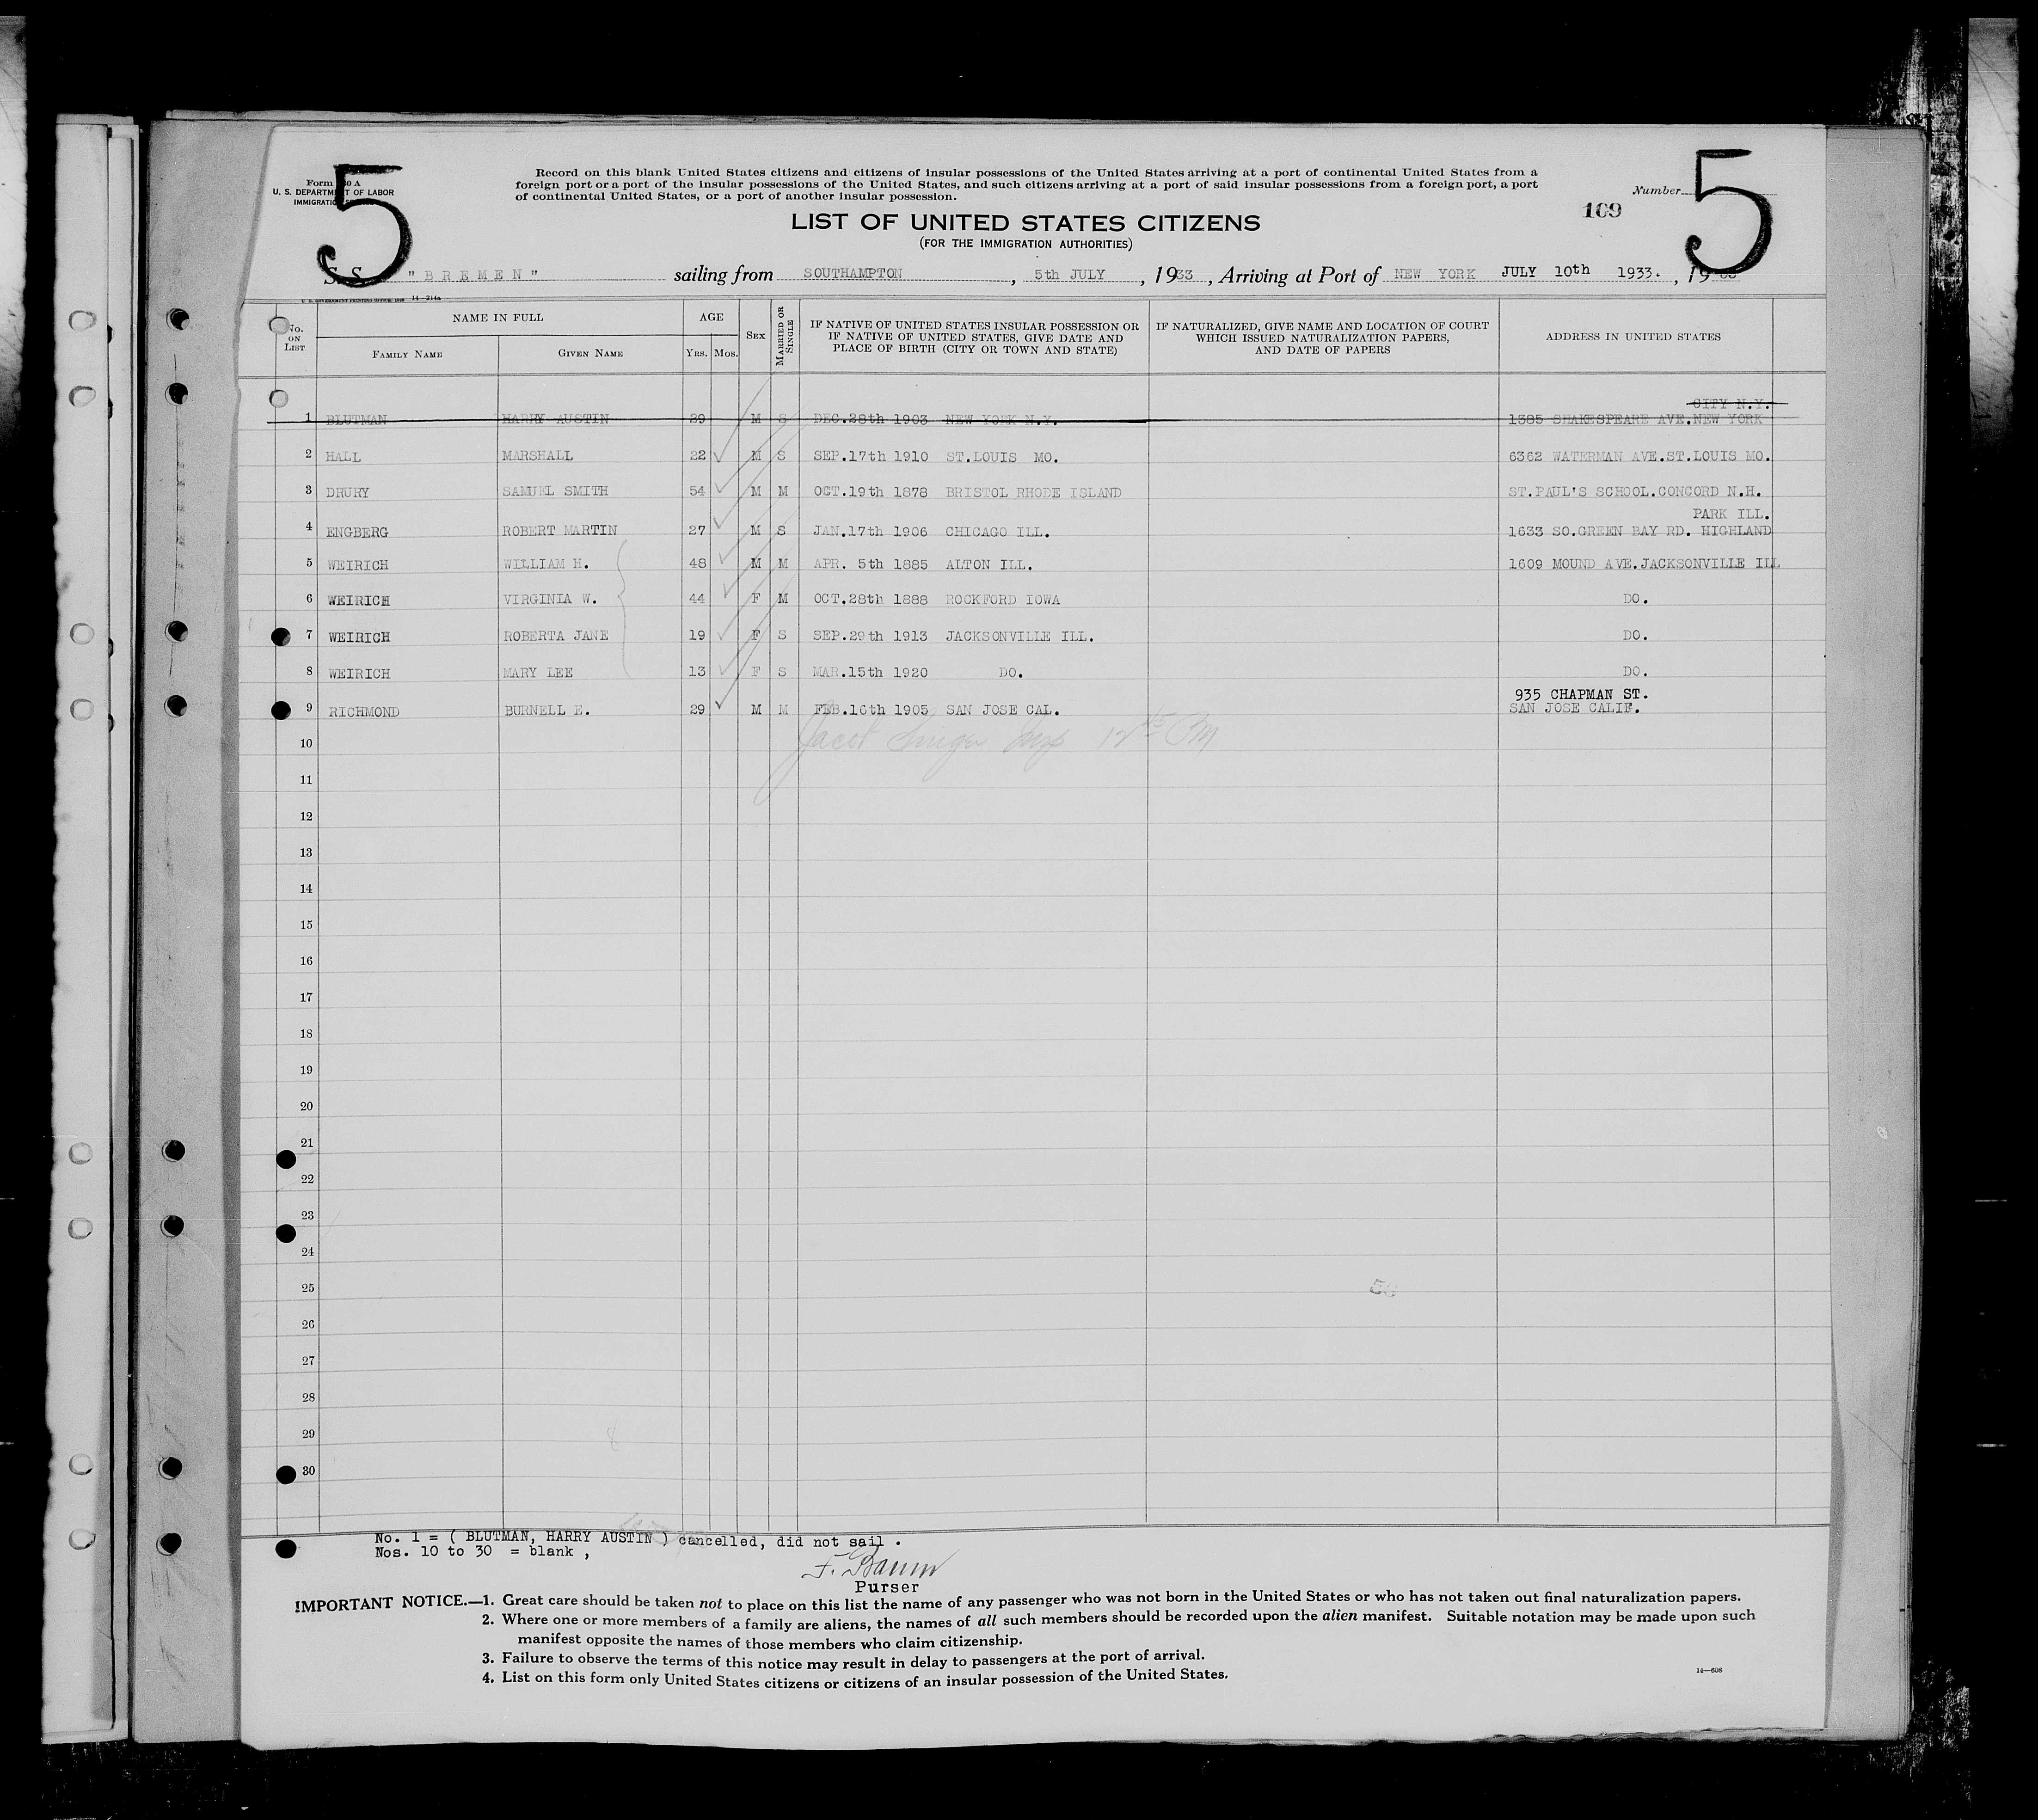 5
5
Form 630 A
U. S. DEPARTMENT OF LABOR
IMMIGRATION SERVICE
Record on this blank United States citizens and citizens of insular possessions of the United States arriving at a port of continental United States from a
foreign port or a port of the insular possessions of the United States, and such citizens arriving at a port of said insular possessions from a foreign port, a port
of continental United States, or a port of another insular possession.
Number
169
LIST OF UNITED STATES CITIZENS
(FOR THE IMMIGRATION AUTHORITIES)
S. S. "BREMEN" sailing from SOUTHAMPTON, 5th JULY, 1933, Arriving at Port of NEW YORK JULY 10th 1933., 19
14—214a
No. ON LIST NAME IN FULL AGE SEX MARRIED OR SINGLE IF NATIVE OF UNITED STATES INSULAR POSSESSION OR IF NATIVE OF UNITED STATES, GIVE DATE AND PLACE OF BIRTH (CITY OR TOWN AND STATE) IF NATURALIZED, GIVE NAME AND LOCATION OF COURT WHICH ISSUED NATURALIZATION PAPERS, AND DATE OF PAPERS ADDRESS IN UNITED STATES
FAMILY NAME GIVEN NAME YRS. MOS.
CITY N.Y.
1 BLUTMAN HARRY AUSTIN 29 M S DEC.28th 1903 NEW YORK N.Y. 1385 SHAKESPEARE AVE.NEW YORK
2 HALL MARSHALL 22 M S SEP.17th 1910 ST.LOUIS MO. 6362 WATERMAN AVE.ST.LOUIS MO.
3 DRURY SAMUEL SMITH 54 M M OCT.19th 1878 BRISTOL RHODE ISLAND ST.PAUL'S SCHOOL.CONCORD N.H.
PARK ILL.
4 ENGBERG ROBERT MARTIN 27 M S JAN.17th 1906 CHICAGO ILL. 1633 SO.GREEN BAY RD. HIGHLAND
5 WEIRICH WILLIAM H. 48 M M APR. 5th 1885 ALTON ILL. 1609 MOUND AVE.JACKSONVILLE ILL
6 WEIRICH VIRGINIA W. 44 F M OCT.28th 1888 ROCKFORD IOWA DO.
7 WEIRICH ROBERTA JANE 19 F S SEP.29th 1913 JACKSONVILLE ILL. DO.
8 WEIRICH MARY LEE 13 F S MAR.15th 1920 DO. DO.
935 CHAPMAN ST.
9 RICHMOND BURNELL E. 29 M M FEB.16th 1905 SAN JOSE CAL. SAN JOSE CALIF.
10
11
12
13
14
15
16
17
18
19
20
21
22
23
24
25
26
27
28
29
30
No. 1 = ( BLUTMAN, HARRY AUSTIN ) cancelled, did not sail .
Nos. 10 to 30 = blank ,
Purser
IMPORTANT NOTICE.—1. Great care should be taken not to place on this list the name of any passenger who was not born in the United States or who has not taken out final naturalization papers.
2. Where one or more members of a family are aliens, the names of all such members should be recorded upon the alien manifest. Suitable notation may be made upon such
manifest opposite the names of those members who claim citizenship.
3. Failure to observe the terms of this notice may result in delay to passengers at the port of arrival.
4. List on this form only United States citizens or citizens of an insular possession of the United States.
14—608